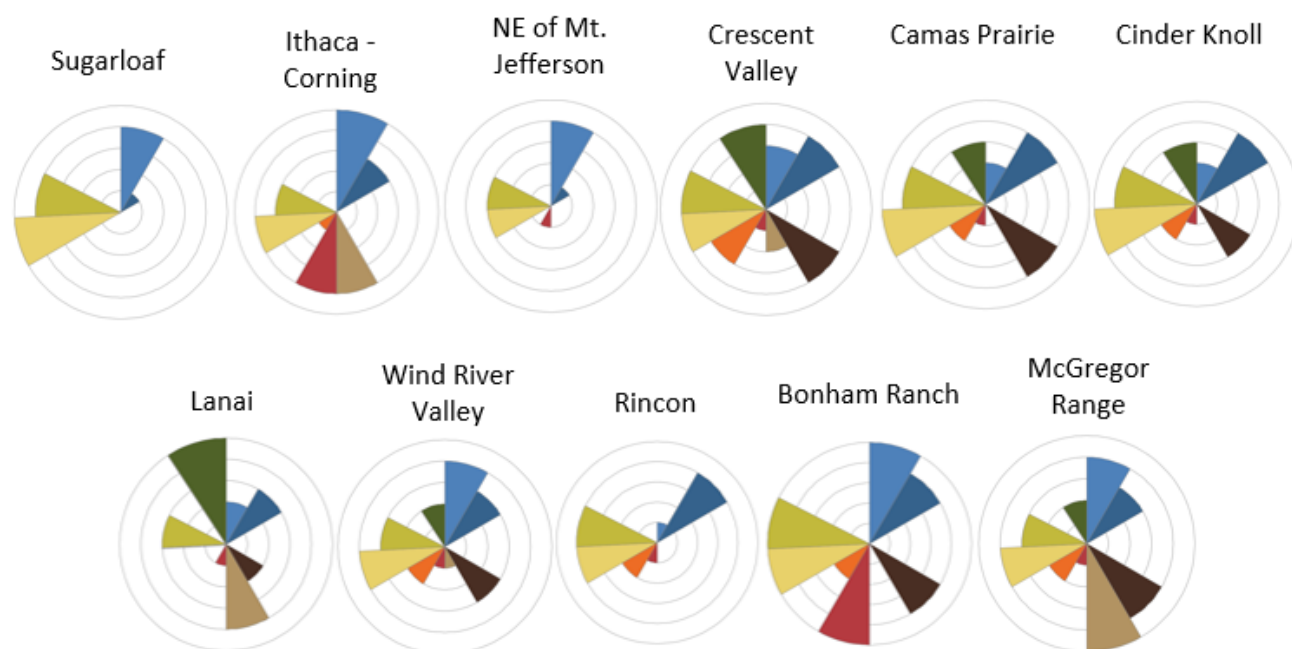 Sugarloaf
Ithaca -
Corning
NE of Mt.
Jefferson
Crescent
Valley
Camas Prairie
Cinder Knoll
Lanai
Wind River
Valley
Rincon
Bonham Ranch
McGregor
Range